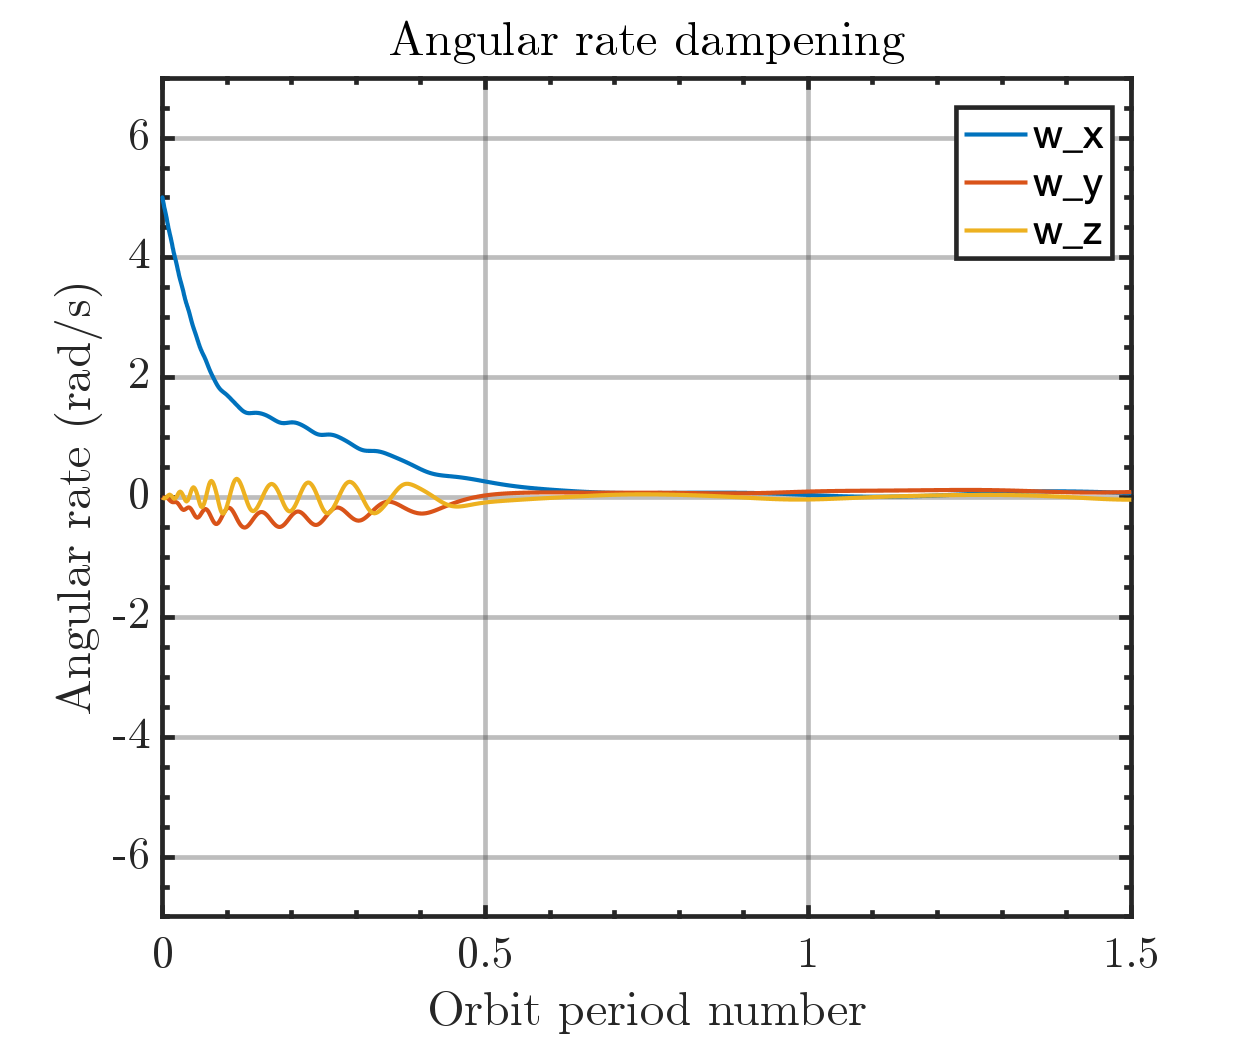 Angular rate dampening
w_x
w_y
w_z
6
4
2
0
-2
-4
-6
Angular rate (rad/s)
0 0.5 1 1.5
Orbit period number